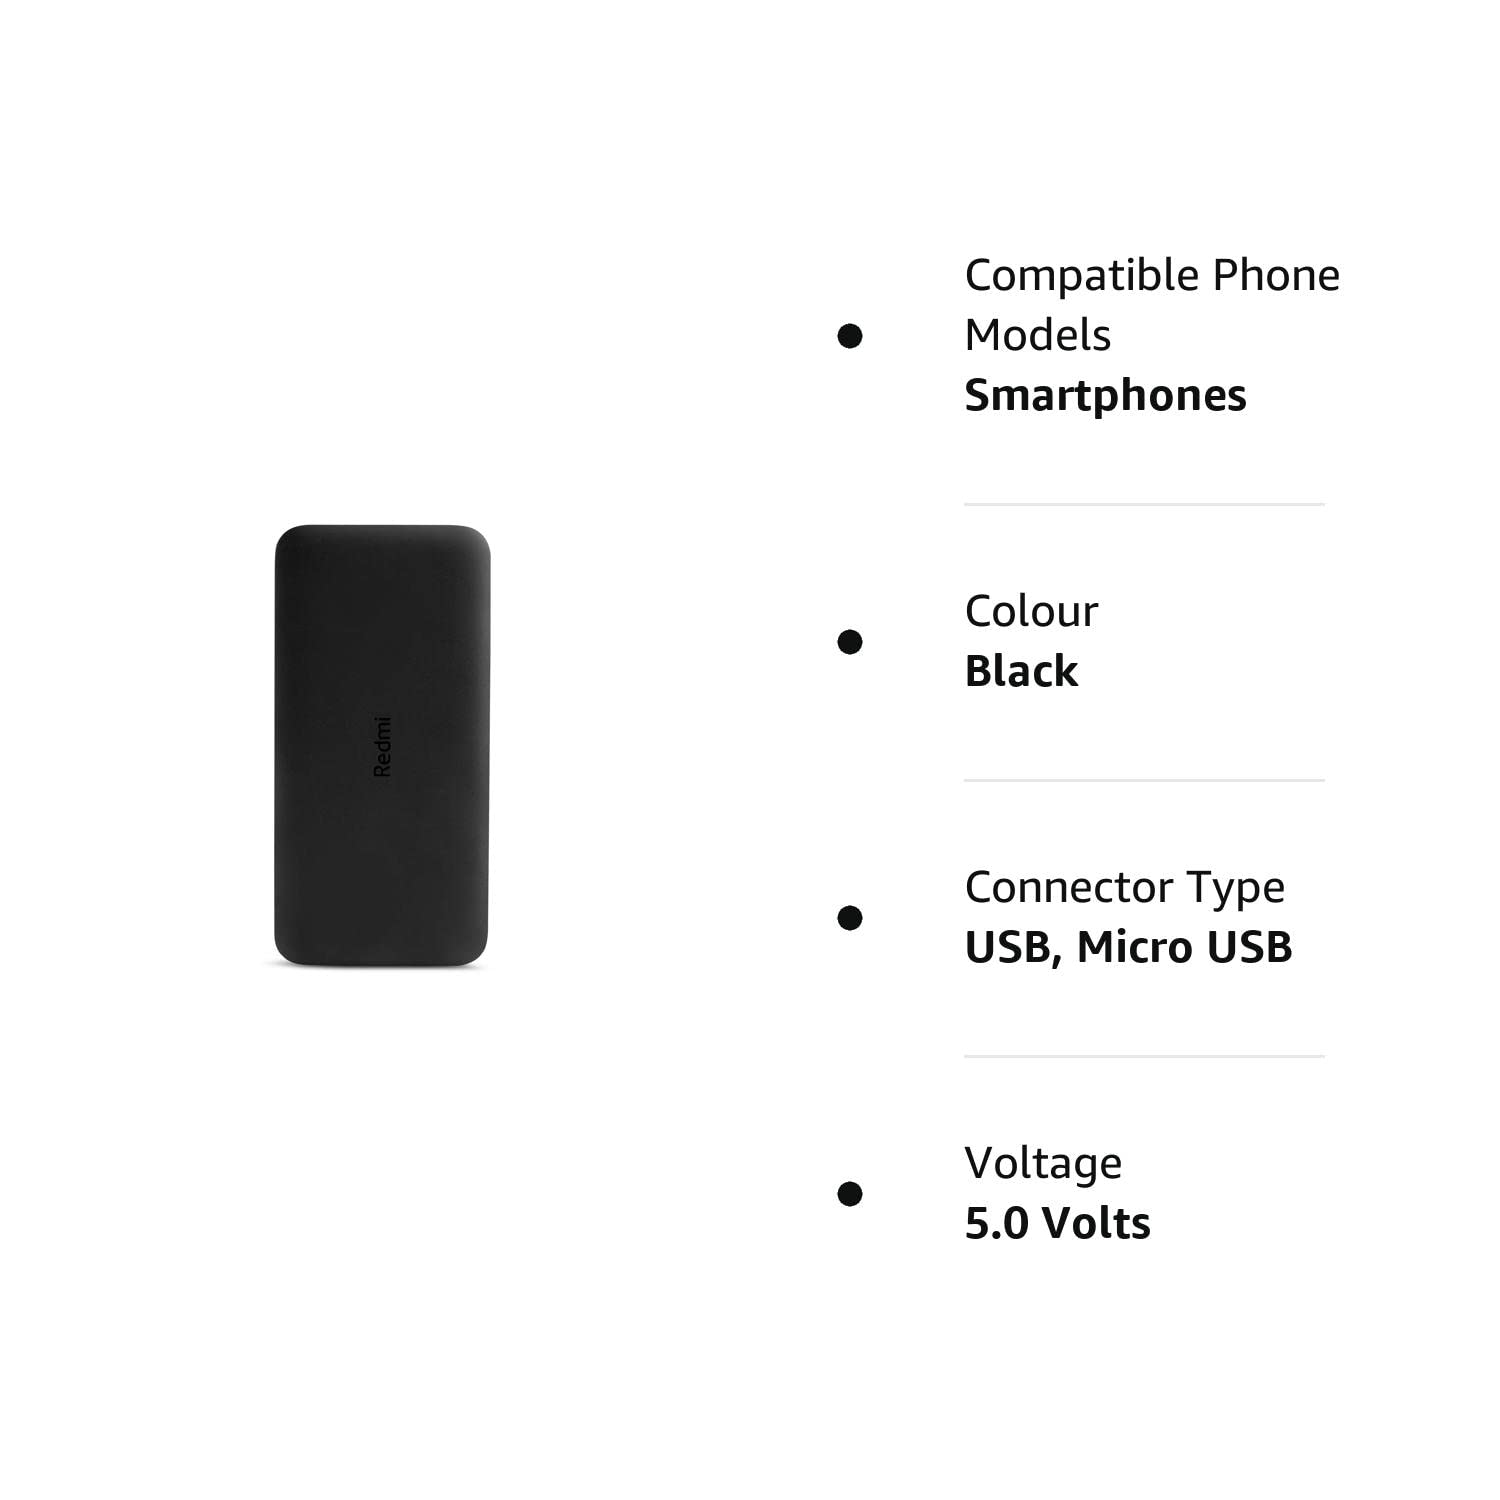 Redmi
Compatible Phone
Models
Smartphones
Colour
Black
Connector Type
USB, Micro USB
Voltage
5.0 Volts